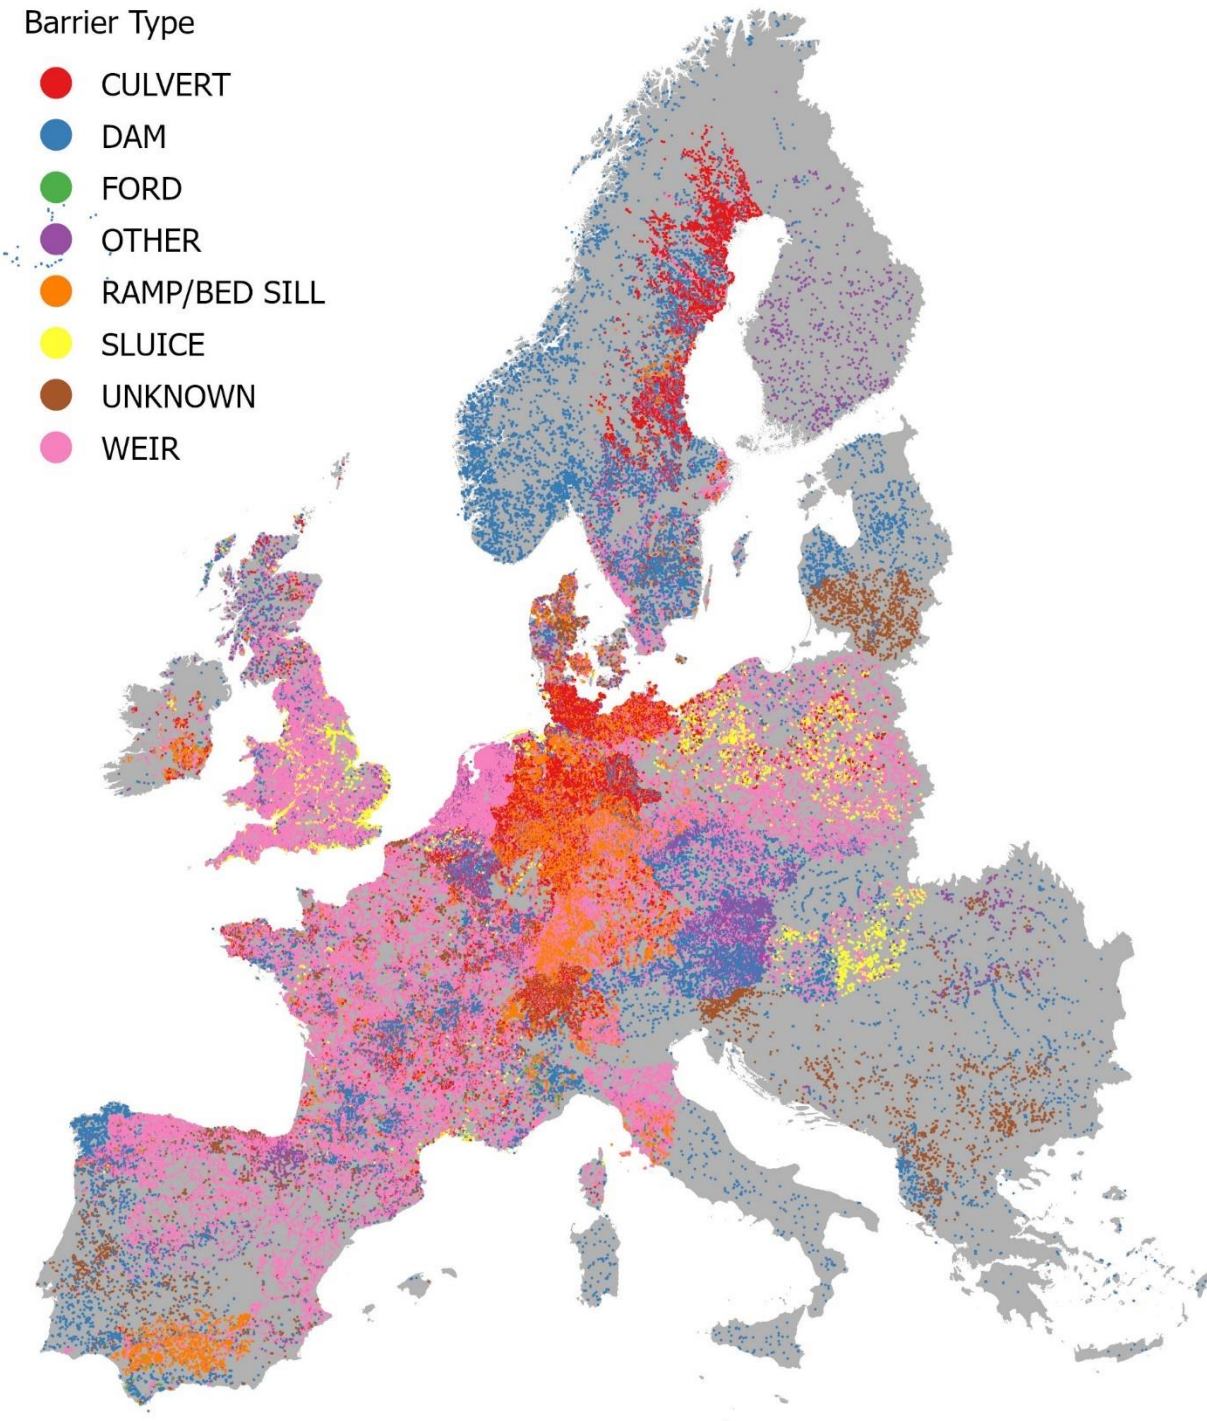 Barrier Type
CULVERT
DAM
FORD
OTHER
RAMP/BED SILL
SLUICE
UNKNOWN
WEIR